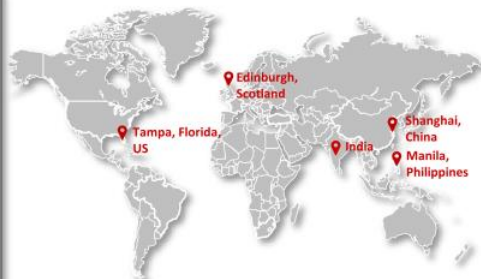 Edinburgh,
Scotland
Tampa, Florida,
US
Shanghai,
China
India
Manila,
Philippines